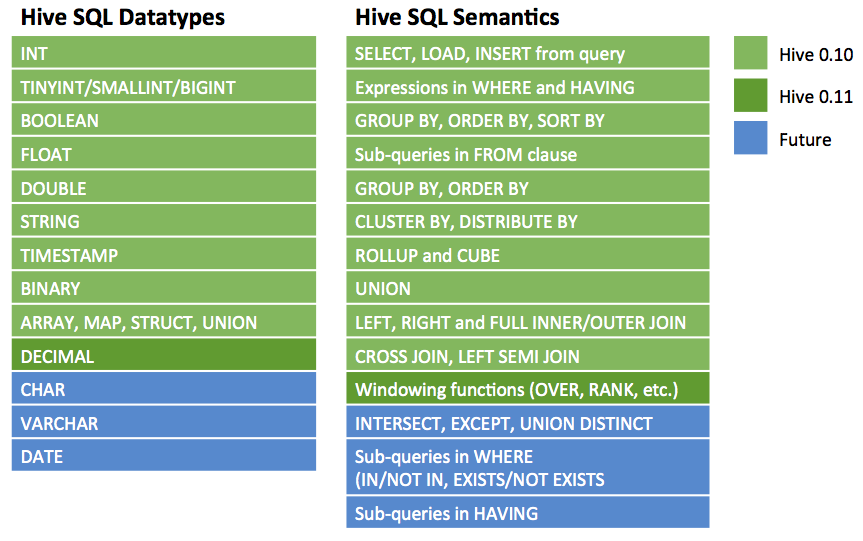 Hive SQL Datatypes
INT
TINYINT/SMALLINT/BIGINT
BOOLEAN
FLOAT
DOUBLE
STRING
TIMESTAMP
BINARY
ARRAY, MAP, STRUCT, UNION
DECIMAL
CHAR
VARCHAR
DATE
Hive SQL Semantics
SELECT, LOAD, INSERT from query
Expressions in WHERE and HAVING
GROUP BY, ORDER BY, SORT BY
Sub-queries in FROM clause
GROUP BY, ORDER BY
CLUSTER BY, DISTRIBUTE BY
ROLLUP and CUBE
UNION
LEFT, RIGHT and FULL INNER/OUTER JOIN
CROSS JOIN, LEFT SEMI JOIN
Windowing functions (OVER, RANK, etc.)
INTERSECT, EXCEPT, UNION DISTINCT
Sub-queries in WHERE
(IN/NOT IN, EXISTS/NOT EXISTS
Sub-queries in HAVING
Hive 0.10
Hive 0.11
Future